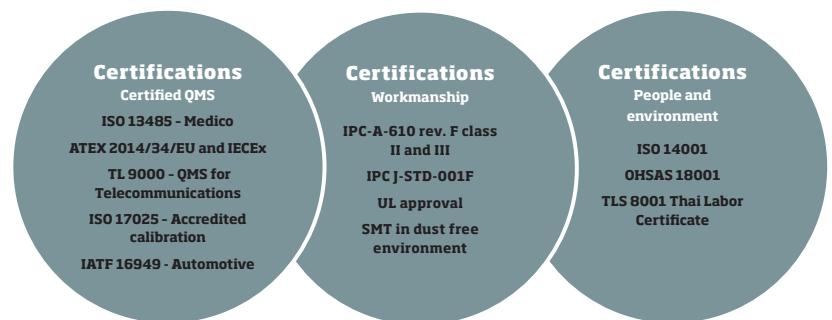 Certifications
Certified QMS
ISO 13485 - Medico
ATEX 2014/34/EU and IECEx
TL 9000 - QMS for
Telecommunications
ISO 17025 - Accredited
calibration
IATF 16949 - Automotive
Certifications
Workmanship
IPC-A-610 rev. F class
II and III
IPC J-STD-001F
UL approval
SMT in dust free
environment
Certifications
People and
environment
ISO 14001
OHSAS 18001
TLS 8001 Thai Labor
Certificate